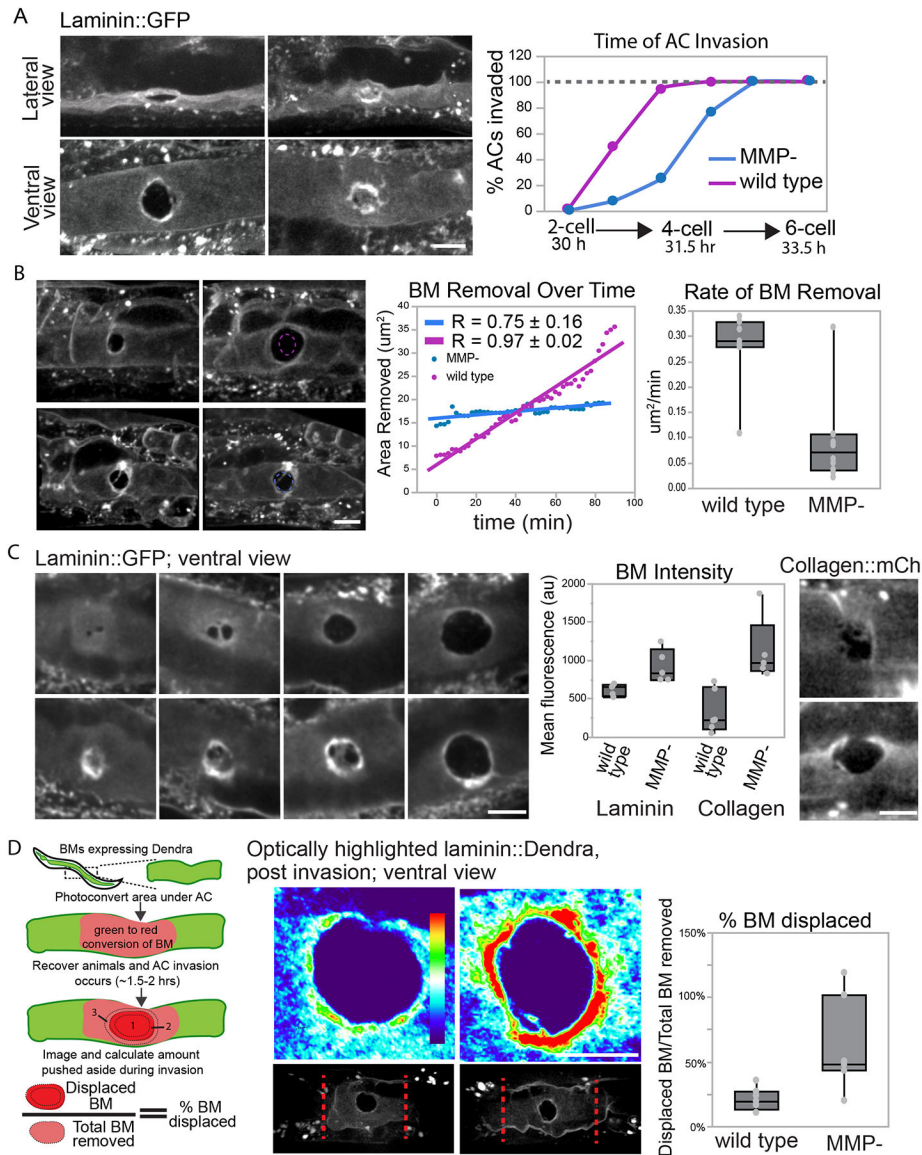 A
Laminin::GFP
Lateral
view
Ventral
view
Time of AC Invasion
% ACs invaded
120
100
80
60
40
20
0
MMP-
wild type
2-cell
30 h
4-cell
31.5 hr
6-cell
33.5 h
B
BM Removal Over Time
Area Removed (um²)
40
35
30
25
20
15
10
5
0
R = 0.75 ± 0.16
R = 0.97 ± 0.02
MMP-
wild type
0 20 40 60 80 100
time (min)
Rate of BM Removal
um²/min
0.35
0.30
0.25
0.20
0.15
0.10
0.05
0.00
wild type MMP-
C
Laminin::GFP; ventral view
BM Intensity
Mean fluorescence (au)
2000
1500
1000
500
0
wild
type
MMP-
wild
type
MMP-
Laminin Collagen
Collagen::mCh
D
BMs expressing Dendra
Photoconvert area under AC
green to red
conversion of BM
Recover animals and AC invasion
occurs (~1.5-2 hrs)
3
1
2
Image and calculate amount
pushed aside during invasion
Displaced
BM
Total BM
removed
= % BM
displaced
Optically highlighted laminin::Dendra,
post invasion; ventral view
% BM displaced
Displaced BM/Total BM removed
150%
100%
50%
0%
wild type MMP-